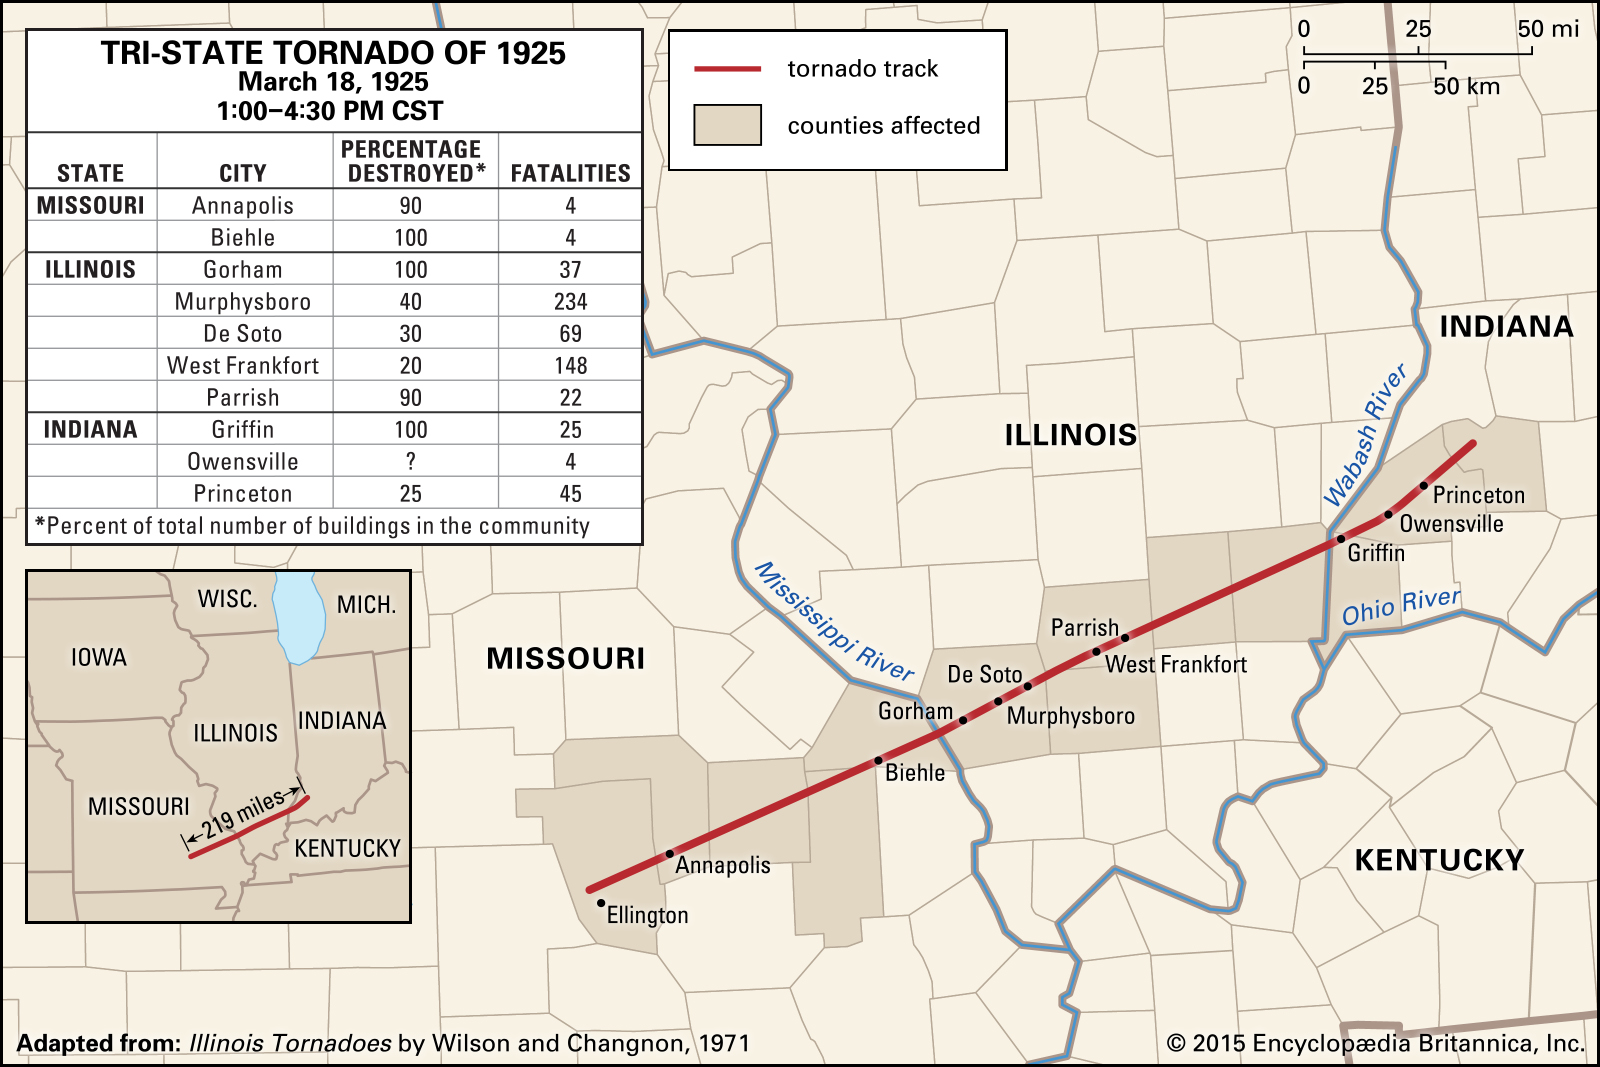 TRI-STATE TORNADO OF 1925
March 18, 1925
1:00–4:30 PM CST
STATE CITY PERCENTAGE DESTROYED* FATALITIES
MISSOURI Annapolis 90 4
Biehle 100 4
ILLINOIS Gorham 100 37
Murphysboro 40 234
De Soto 30 69
West Frankfort 20 148
Parrish 90 22
INDIANA Griffin 100 25
Owensville ? 4
Princeton 25 45
*Percent of total number of buildings in the community
tornado track
counties affected
0 25 50 mi
0 25 50 km
INDIANA
ILLINOIS
Wabash River
Princeton
Owensville
Griffin
Ohio River
Mississippi River
MISSOURI
Parrish
West Frankfort
De Soto
Gorham
Murphysboro
Biehle
Annapolis
Ellington
KENTUCKY
WISC.
MICH.
IOWA
ILLINOIS
INDIANA
MISSOURI
219 miles
KENTUCKY
Adapted from: Illinois Tornadoes by Wilson and Changnon, 1971
© 2015 Encyclopædia Britannica, Inc.